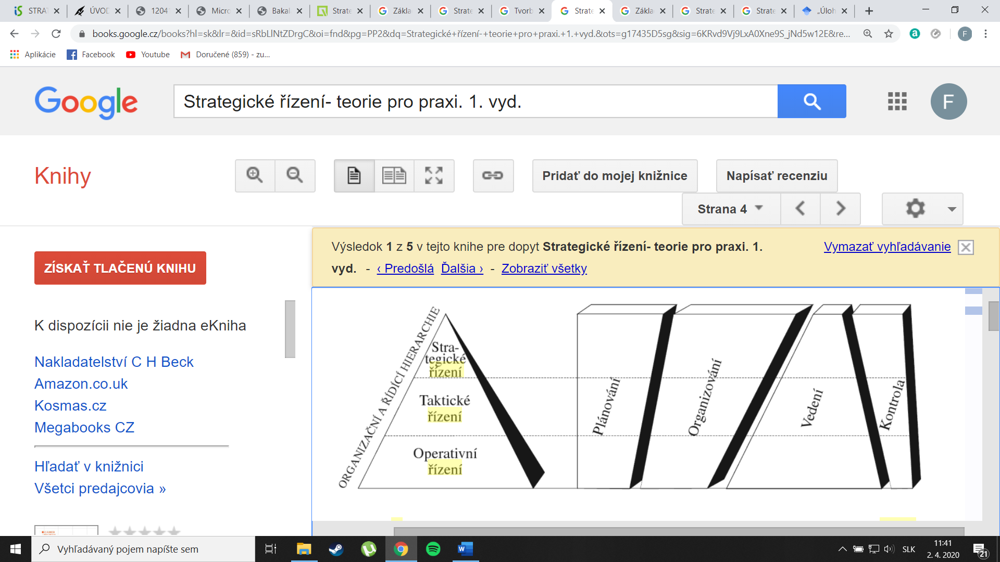 STRAT
ÚVOD
1204
Micro
Bakal
Strate
Zákla
Strate
Tvorb
Strate
Zákla
Strate
Strate
„Úloh
books.google.cz/books?hl=sk&lr=&id=sRbLlNtZDrgC&oi=fnd&pg=PP2&dq=Strategické+řízení-+teorie+pro+praxi.+1.+vyd.&ots=g17435D5sg&sig=6KRvd9Vj9LxA0Xne9S_jNd5w12E&re...
F
Aplikácie
Facebook
Youtube
Doručené (859) - zu...
Google
Strategické řízení- teorie pro praxi. 1. vyd.
F
Knihy
Pridať do mojej knižnice
Napísať recenziu
Strana 4
ZÍSKAŤ TLAČENÚ KNIHU
K dispozícii nie je žiadna eKniha
Nakladatelství C H Beck
Amazon.co.uk
Kosmas.cz
Megabooks CZ
Hľadať v knižnici
Všetci predajcovia »
Výsledok 1 z 5 v tejto knihe pre dopyt Strategické řízení- teorie pro praxi. 1.
vyd. - ‹ Predošlá Ďalšia › - Zobraziť všetky
Vymazať vyhľadávanie
ORGANIZAČNÍ A ŘÍDÍCÍ HIERARCHIE
Stra-
tegické
řízení
Taktické
řízení
Operativní
řízení
Plánování
Organizování
Vedení
Kontrola
Vyhľadávaný pojem napíšte sem
SLK
11:41
2. 4. 2020
21